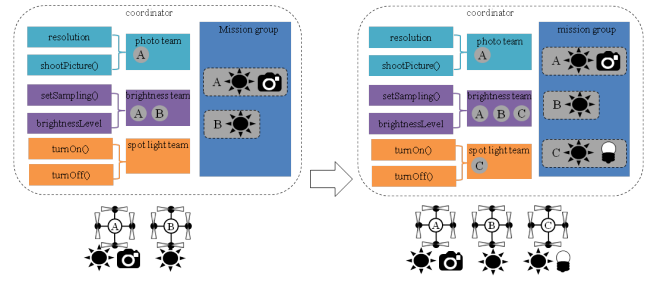 coordinator
resolution
shootPicture()
photo team
A
setSampling()
brightnessLevel
brightness team
A B
turnOn()
turnOff()
spot light team
Mission group
A
B
A
B
coordinator
resolution
shootPicture()
photo team
A
setSampling()
brightnessLevel
brightness team
A B C
turnOn()
turnOff()
spot light team
C
mission group
A
B
C
A
B
C